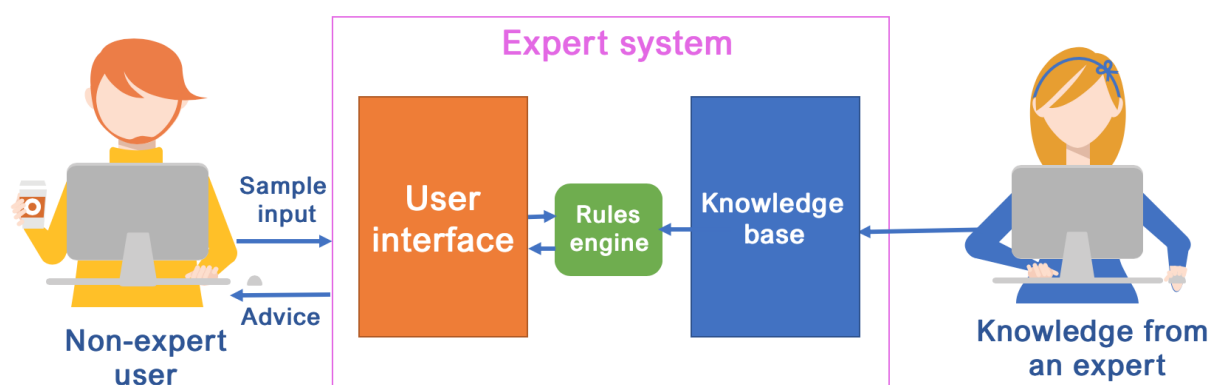 Expert system
Sample
input
Advice
Non-expert
user
User
interface
Rules
engine
Knowledge
base
Knowledge from
an expert